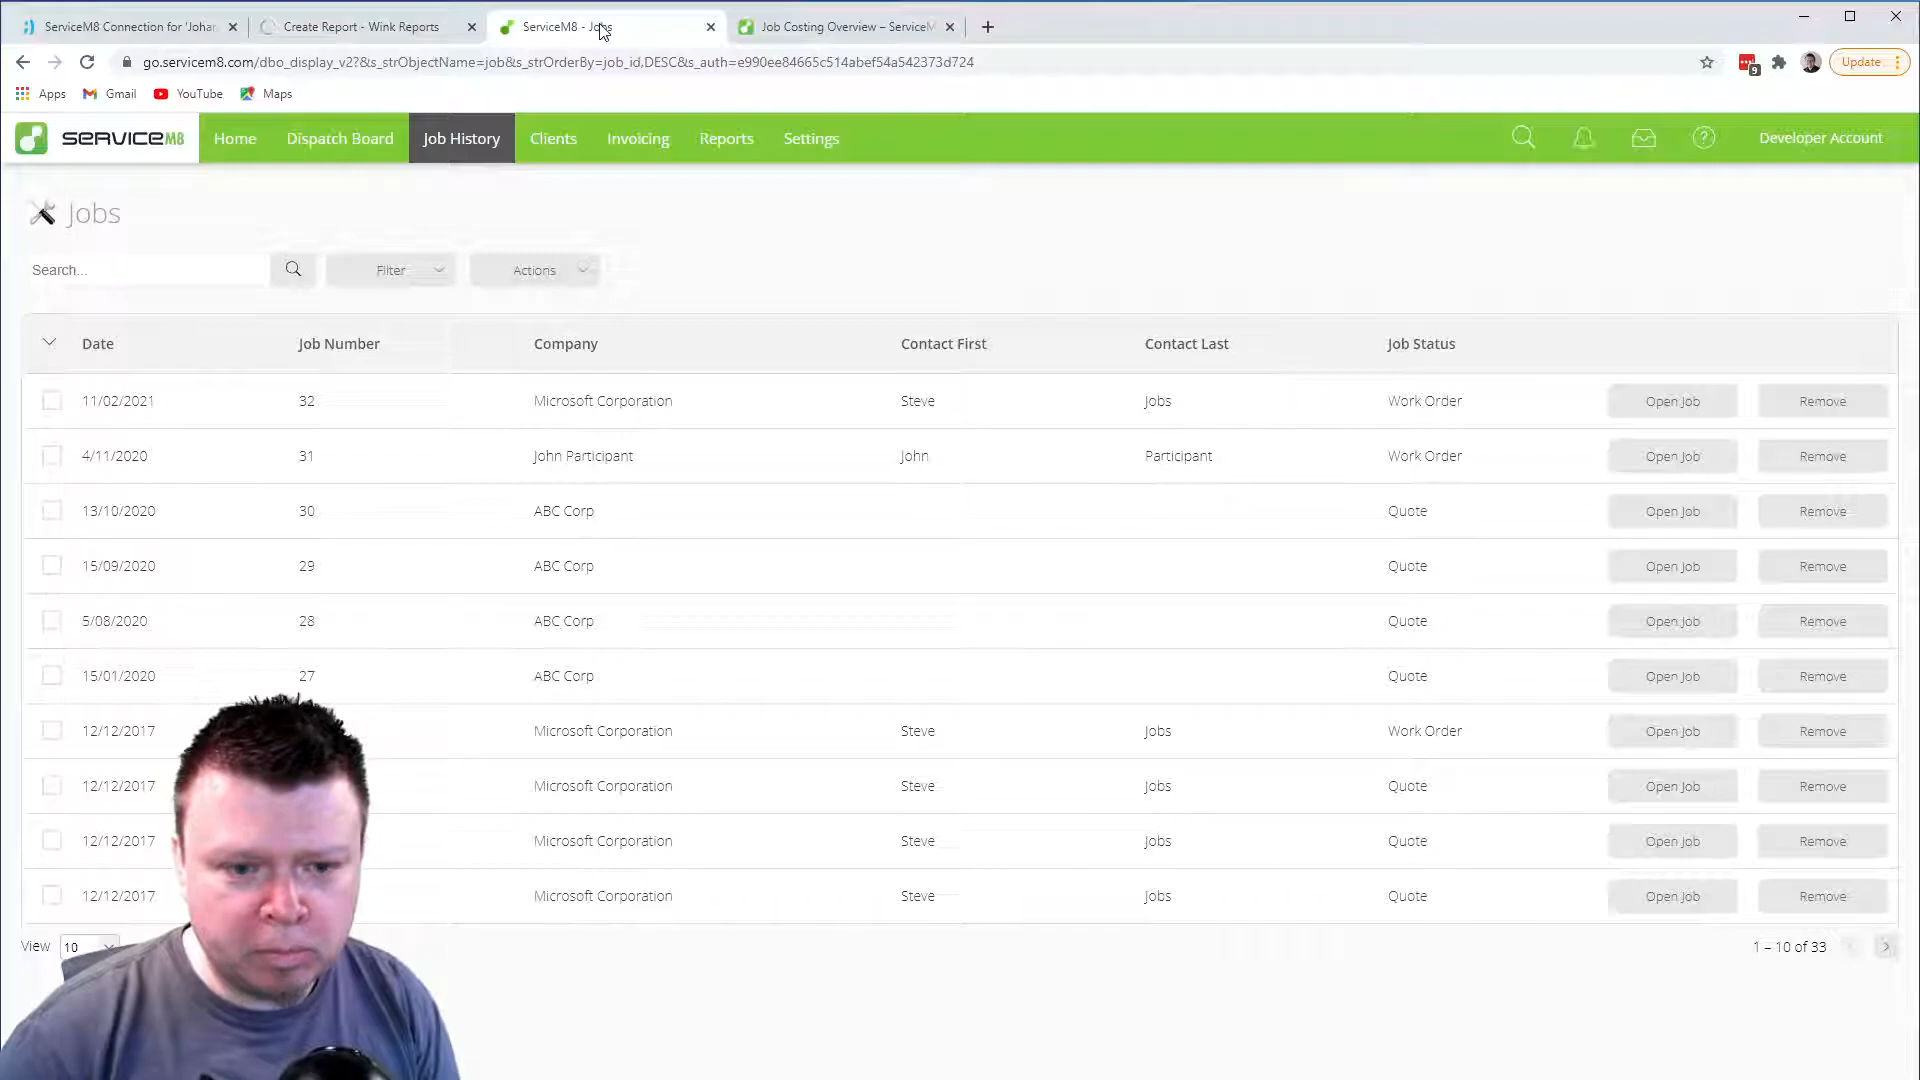 ServiceM8 Connection for 'Johan
Create Report - Wink Reports
ServiceM8 - Jobs
Job Costing Overview – ServiceM
go.servicem8.com/dbo_display_v2?&s_strObjectName=job&s_strOrderBy=job_id,DESC&s_auth=e990ee84665c514abef54a542373d724
9
Update
Apps
Gmail
YouTube
Maps
SERVICEM8
Home
Dispatch Board
Job History
Clients
Invoicing
Reports
Settings
Developer Account
Jobs
Search...
Filter
Actions
Date Job Number Company Contact First Contact Last Job Status
11/02/2021 32 Microsoft Corporation Steve Jobs Work Order Open Job Remove
4/11/2020 31 John Participant John Participant Work Order Open Job Remove
13/10/2020 30 ABC Corp Quote Open Job Remove
15/09/2020 29 ABC Corp Quote Open Job Remove
5/08/2020 28 ABC Corp Quote Open Job Remove
15/01/2020 27 ABC Corp Quote Open Job Remove
12/12/2017 Microsoft Corporation Steve Jobs Work Order Open Job Remove
12/12/2017 Microsoft Corporation Steve Jobs Quote Open Job Remove
12/12/2017 Microsoft Corporation Steve Jobs Quote Open Job Remove
12/12/2017 Microsoft Corporation Steve Jobs Quote Open Job Remove
View 10
1 – 10 of 33